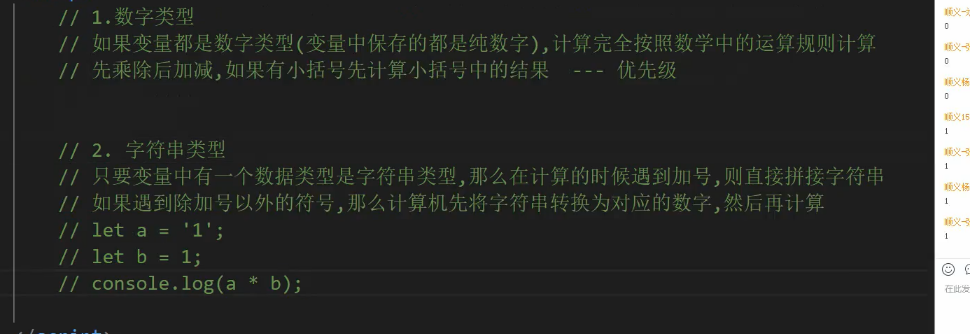 // 1.数字类型
// 如果变量都是数字类型(变量中保存的都是纯数字),计算完全按照数学中的运算规则计算
// 先乘除后加减,如果有小括号先计算小括号中的结果  --- 优先级
// 2. 字符串类型
// 只要变量中有一个数据类型是字符串类型,那么在计算的时候遇到加号,则直接拼接字符串
// 如果遇到除加号以外的符号,那么计算机先将字符串转换为对应的数字,然后再计算
// let a = '1';
// let b = 1;
// console.log(a * b);
顺义-
0
顺义-
0
顺义杨
0
顺义15
1
顺义-
1
顺义杨
1
顺义-
1
在此发